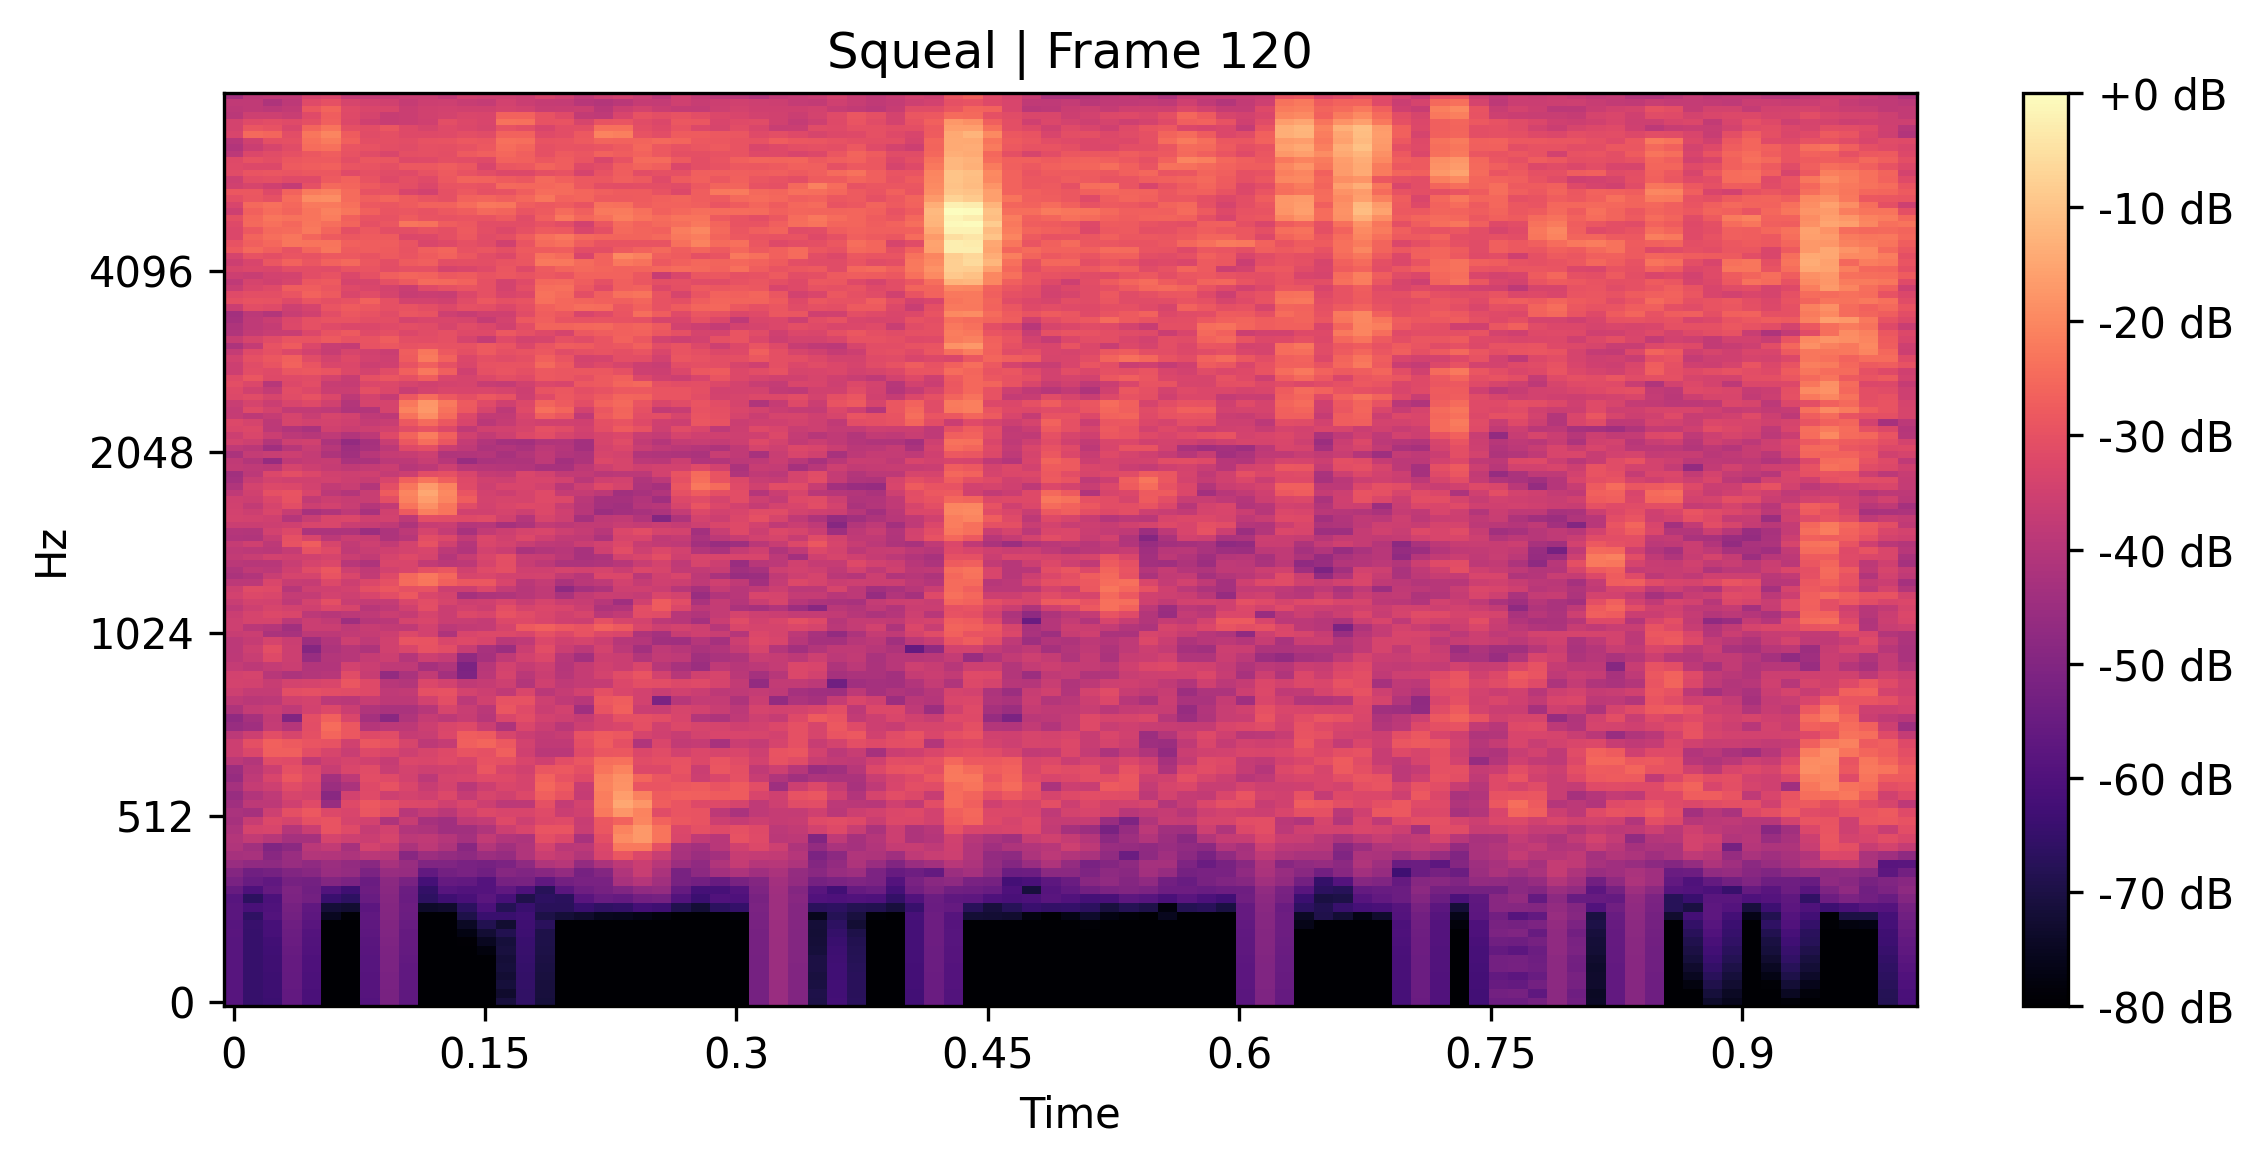 Squeal | Frame 120
+0 dB
-10 dB
-20 dB
-30 dB
-40 dB
-50 dB
-60 dB
-70 dB
-80 dB
Hz
4096
2048
1024
512
0
0 0.15 0.3 0.45 0.6 0.75 0.9
Time